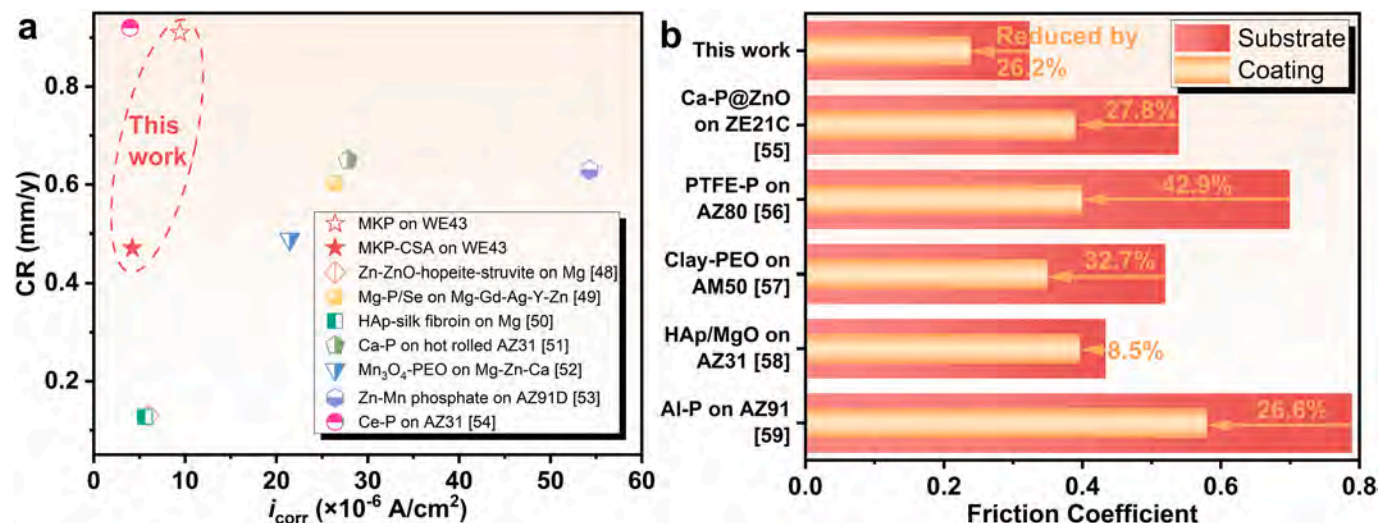 a
CR (mm/y)
0.8
0.6
0.4
0.2
0
10
20
30
40
50
60
i_corr (×10⁻⁶ A/cm²)
This
work
MKP on WE43
MKP-CSA on WE43
Zn-ZnO-hopeite-struvite on Mg [48]
Mg-P/Se on Mg-Gd-Ag-Y-Zn [49]
HAp-silk fibroin on Mg [50]
Ca-P on hot rolled AZ31 [51]
Mn₃O₄-PEO on Mg-Zn-Ca [52]
Zn-Mn phosphate on AZ91D [53]
Ce-P on AZ31 [54]
b
Substrate
Coating
This work
Reduced by
26.2%
Ca-P@ZnO
on ZE21C
[55]
27.8%
PTFE-P on
AZ80 [56]
42.9%
Clay-PEO on
AM50 [57]
32.7%
HAp/MgO on
AZ31 [58]
8.5%
Al-P on AZ91
[59]
26.6%
0.0
0.2
0.4
0.6
0.8
Friction Coefficient